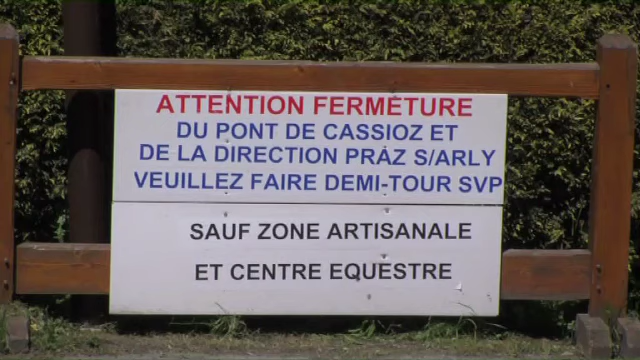 ATTENTION FERMETURE
DU PONT DE CASSIOZ ET
DE LA DIRECTION PRAZ S/ARLY
VEUILLEZ FAIRE DEMI-TOUR SVP
SAUF ZONE ARTISANALE
ET CENTRE EQUESTRE